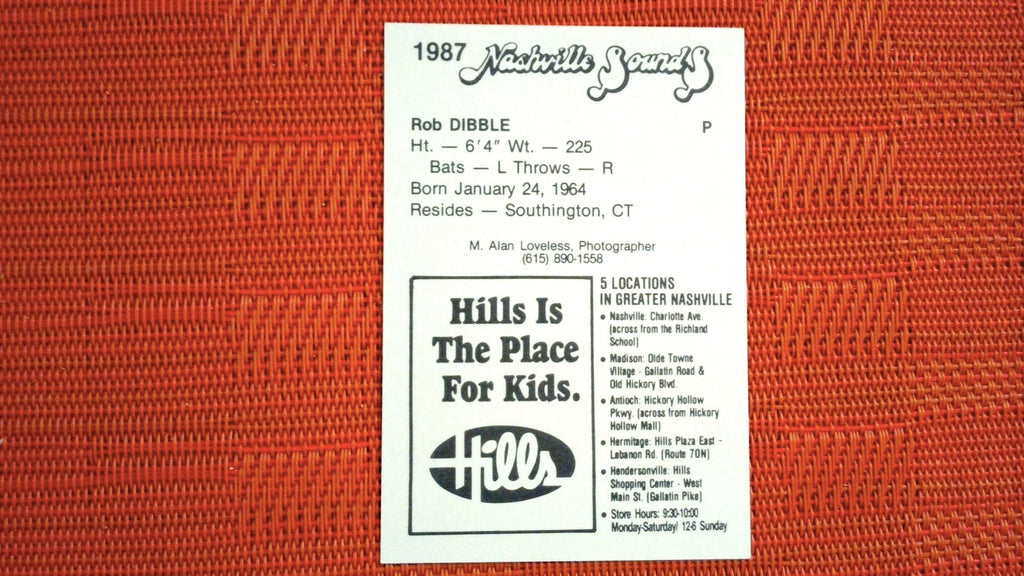 1987 Nashville Sounds
Rob DIBBLE P
Ht. — 6'4" Wt. — 225
Bats — L Throws — R
Born January 24, 1964
Resides — Southington, CT
M. Alan Loveless, Photographer
(615) 890-1558
Hills Is
The Place
For Kids.
Hills
5 LOCATIONS
IN GREATER NASHVILLE
• Nashville: Charlotte Ave.
(across from the Richland
School)
• Madison: Olde Towne
Village - Gallatin Road &
Old Hickory Blvd.
• Antioch: Hickory Hollow
Pkwy. (across from Hickory
Hollow Mall)
• Hermitage: Hills Plaza East -
Lebanon Rd. (Route 70N)
• Hendersonville: Hills
Shopping Center - West
Main St. (Gallatin Pike)
• Store Hours: 9:30-10:00
Monday-Saturday/ 12-6 Sunday